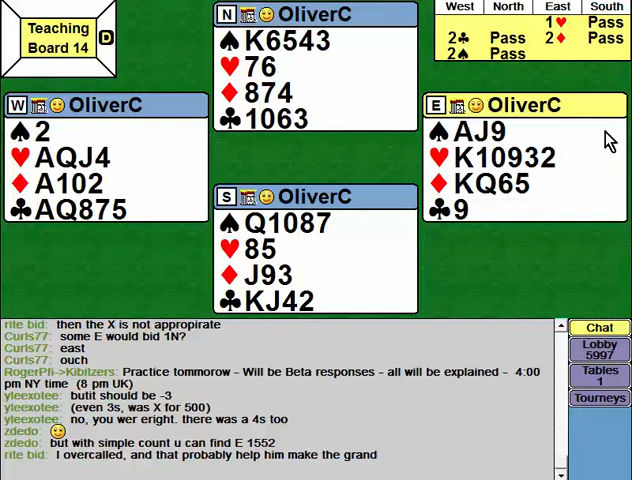 Teaching
Board 14
D
N OliverC
♠K6543
♥76
♦874
♣1063
West North East South
1♥ Pass
2♣ Pass 2♦ Pass
2♠ Pass
W OliverC
♠2
♥AQJ4
♦A102
♣AQ875
E OliverC
♠AJ9
♥K10932
♦KQ65
♣9
S OliverC
♠Q1087
♥85
♦J93
♣KJ42
rite bid: then the X is not appropirate
Curls77: some E would bid 1N?
Curls77: east
Curls77: ouch
RogerPfi->Kibitzers: Practice tommorow - Will be Beta responses - all will be explained - 4:00
pm NY time (8 pm UK)
yleexotee: butit should be -3
yleexotee: (even 3s, was X for 500)
yleexotee: no, you wer eright. there was a 4s too
zdedo:
zdedo: but with simple count u can find E 1552
rite bid: I overcalled, and that probably help him make the grand
Chat
Lobby
5997
Tables
1
Tourneys